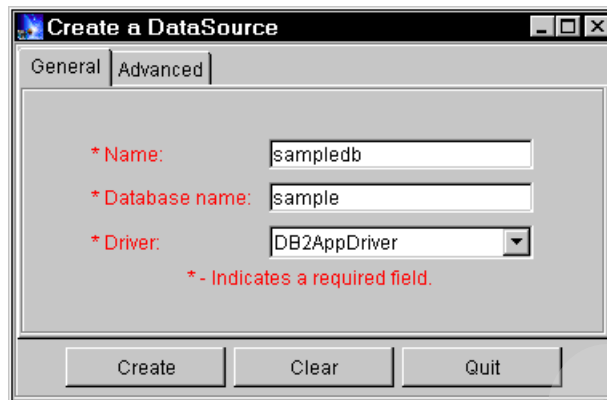 Create a DataSource
General Advanced
* Name: sampledb
* Database name: sample
* Driver: DB2AppDriver
* - Indicates a required field.
Create Clear Quit